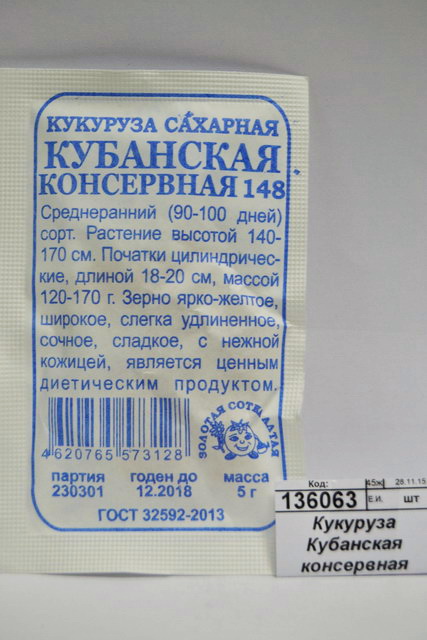 КУКУРУЗА САХАРНАЯ
КУБАНСКАЯ
КОНСЕРВНАЯ 148
Среднеранний (90-100 дней)
сорт. Растение высотой 140-
170 см. Початки цилиндричес-
кие, длиной 18-20 см, массой
120-170 г. Зерно ярко-желтое,
широкое, слегка удлиненное,
сочное, сладкое, с нежной
кожицей, является ценным
диетическим продуктом.
4 620765 573128
ЗОЛОТАЯ СОТКА АЛТАЯ
партия годен до масса
230301 12.2018 5 г
ГОСТ 32592-2013
Код: 28.11.15
136063 Е.И. шт
Кукуруза
Кубанская
консервная